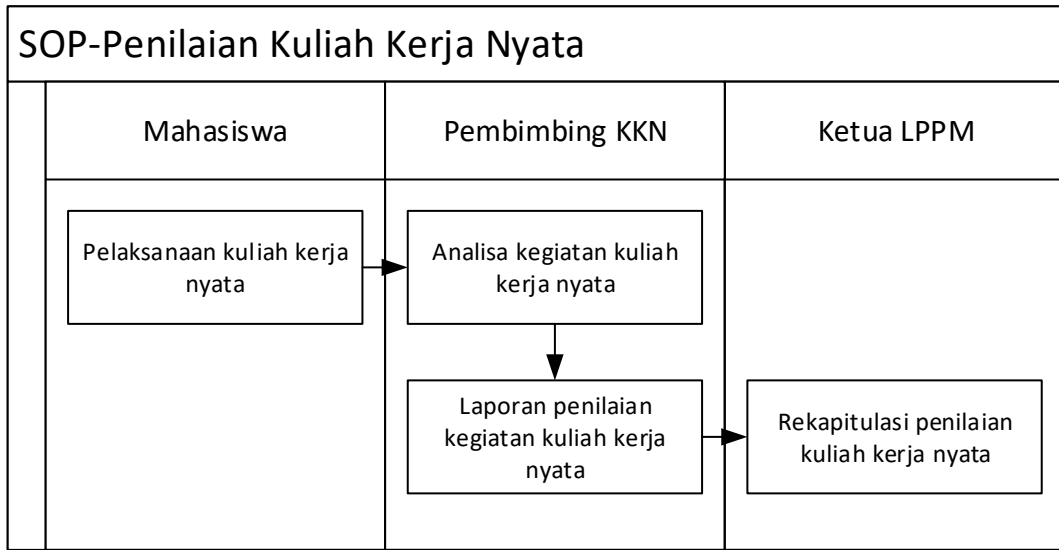 SOP-Penilaian Kuliah Kerja Nyata
Mahasiswa
Pembimbing KKN
Ketua LPPM
Pelaksanaan kuliah kerja
nyata
Analisa kegiatan kuliah
kerja nyata
Laporan penilaian
kegiatan kuliah kerja
nyata
Rekapitulasi penilaian
kuliah kerja nyata